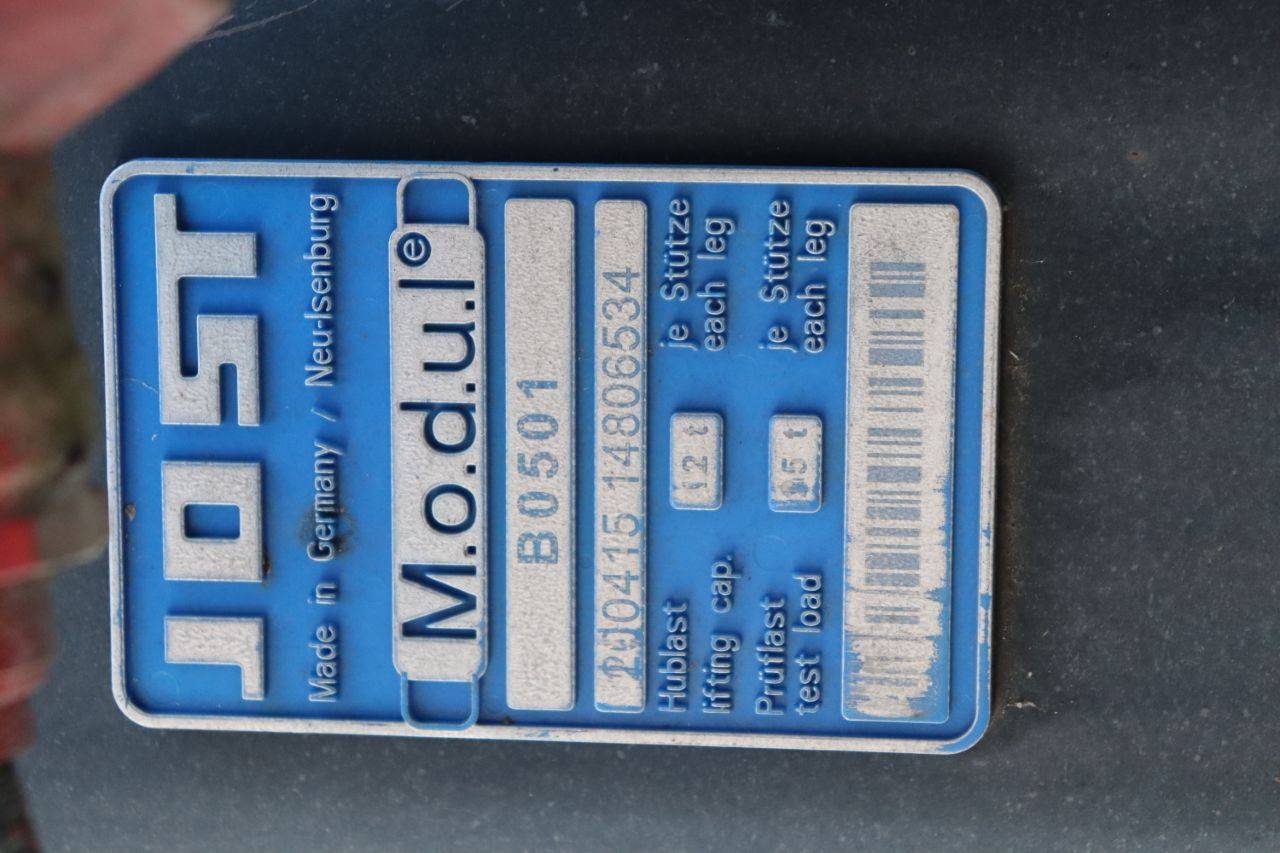 JOST
Made in Germany / Neu-Isenburg
M.o.d.u.l®
B0501
200415 14806534
Hublast 12 t je Stütze
lifting cap. each leg
Prüflast 15 t je Stütze
test load each leg